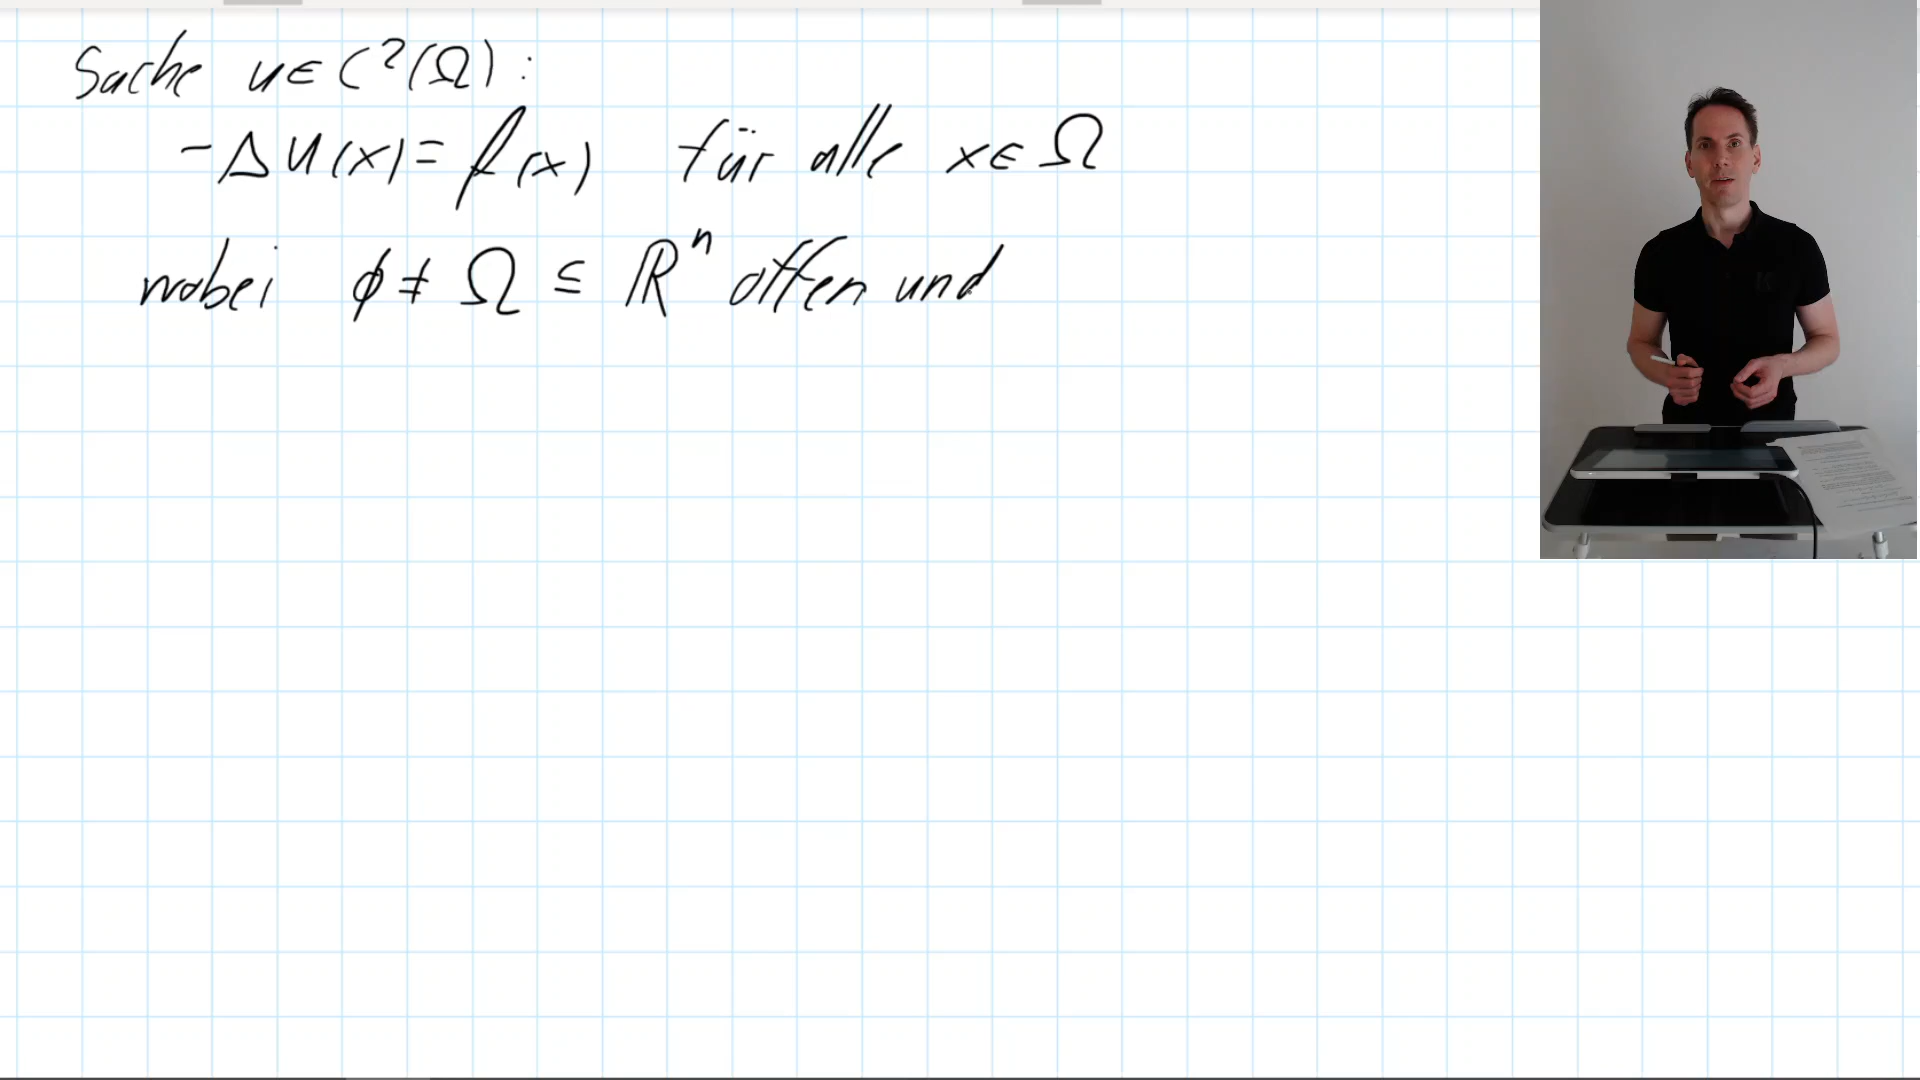 Suche u∈C²(Ω):
-Δu(x)=f(x) für alle x∈Ω
wobei ∅≠Ω⊆ℝⁿ offen und